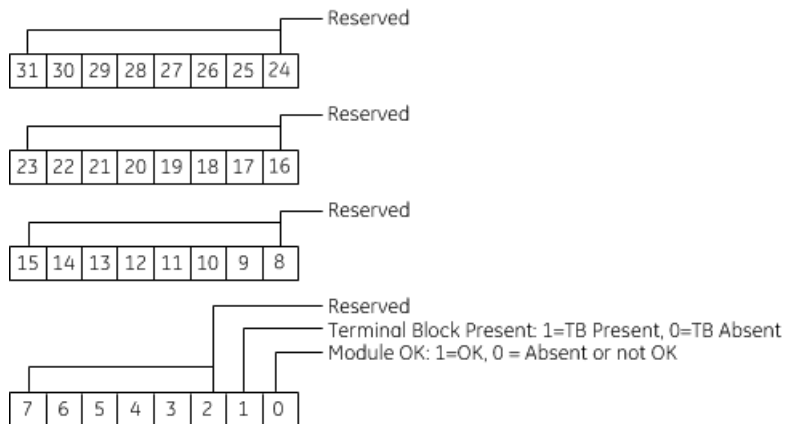 Reserved
31 30 29 28 27 26 25 24
Reserved
23 22 21 20 19 18 17 16
Reserved
15 14 13 12 11 10 9 8
Reserved
Terminal Block Present: 1=TB Present, 0=TB Absent
Module OK: 1=OK, 0 = Absent or not OK
7 6 5 4 3 2 1 0